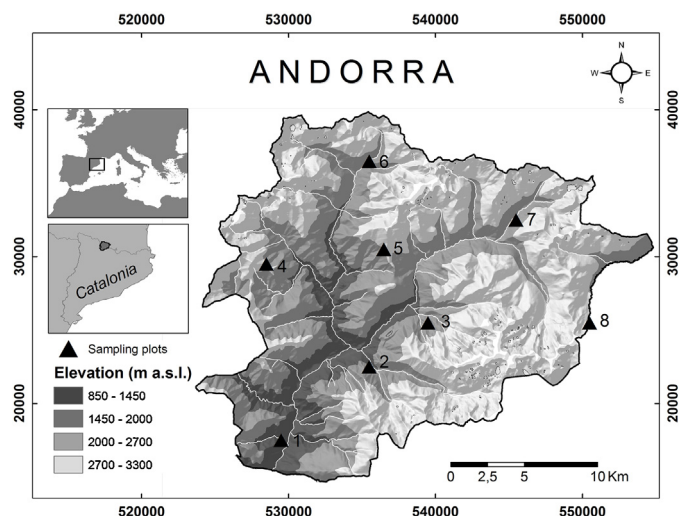 520000 530000 540000 550000
ANDORRA
N
W E
S
40000 40000
6
7
30000 5 30000
4
Catalonia
3 8
Sampling plots
2
Elevation (m a.s.l.)
850 - 1450
1450 - 2000
20000 20000
2000 - 2700
1
2700 - 3300
0 2,5 5 10 Km
520000 530000 540000 550000